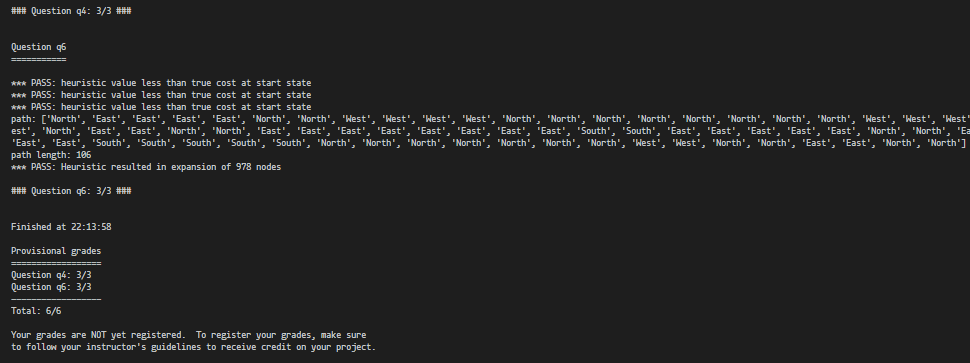 ### Question q4: 3/3 ###
Question q6
===========
*** PASS: heuristic value less than true cost at start state
*** PASS: heuristic value less than true cost at start state
*** PASS: heuristic value less than true cost at start state
path: ['North', 'East', 'East', 'East', 'East', 'North', 'North', 'West', 'West', 'West', 'West', 'North', 'North', 'North', 'North', 'North', 'North', 'North', 'North', 'West', 'West', 'West'
est', 'North', 'East', 'East', 'North', 'North', 'East', 'East', 'East', 'East', 'East', 'East', 'East', 'East', 'South', 'South', 'East', 'East', 'East', 'East', 'East', 'North', 'North', 'Ea
'East', 'East', 'South', 'South', 'South', 'South', 'South', 'North', 'North', 'North', 'North', 'North', 'North', 'North', 'North', 'West', 'West', 'North', 'North', 'East', 'East', 'North', 'North']
path length: 106
*** PASS: Heuristic resulted in expansion of 978 nodes
### Question q6: 3/3 ###
Finished at 22:13:58
Provisional grades
==================
Question q4: 3/3
Question q6: 3/3
------------------
Total: 6/6
Your grades are NOT yet registered.  To register your grades, make sure
to follow your instructor's guidelines to receive credit on your project.